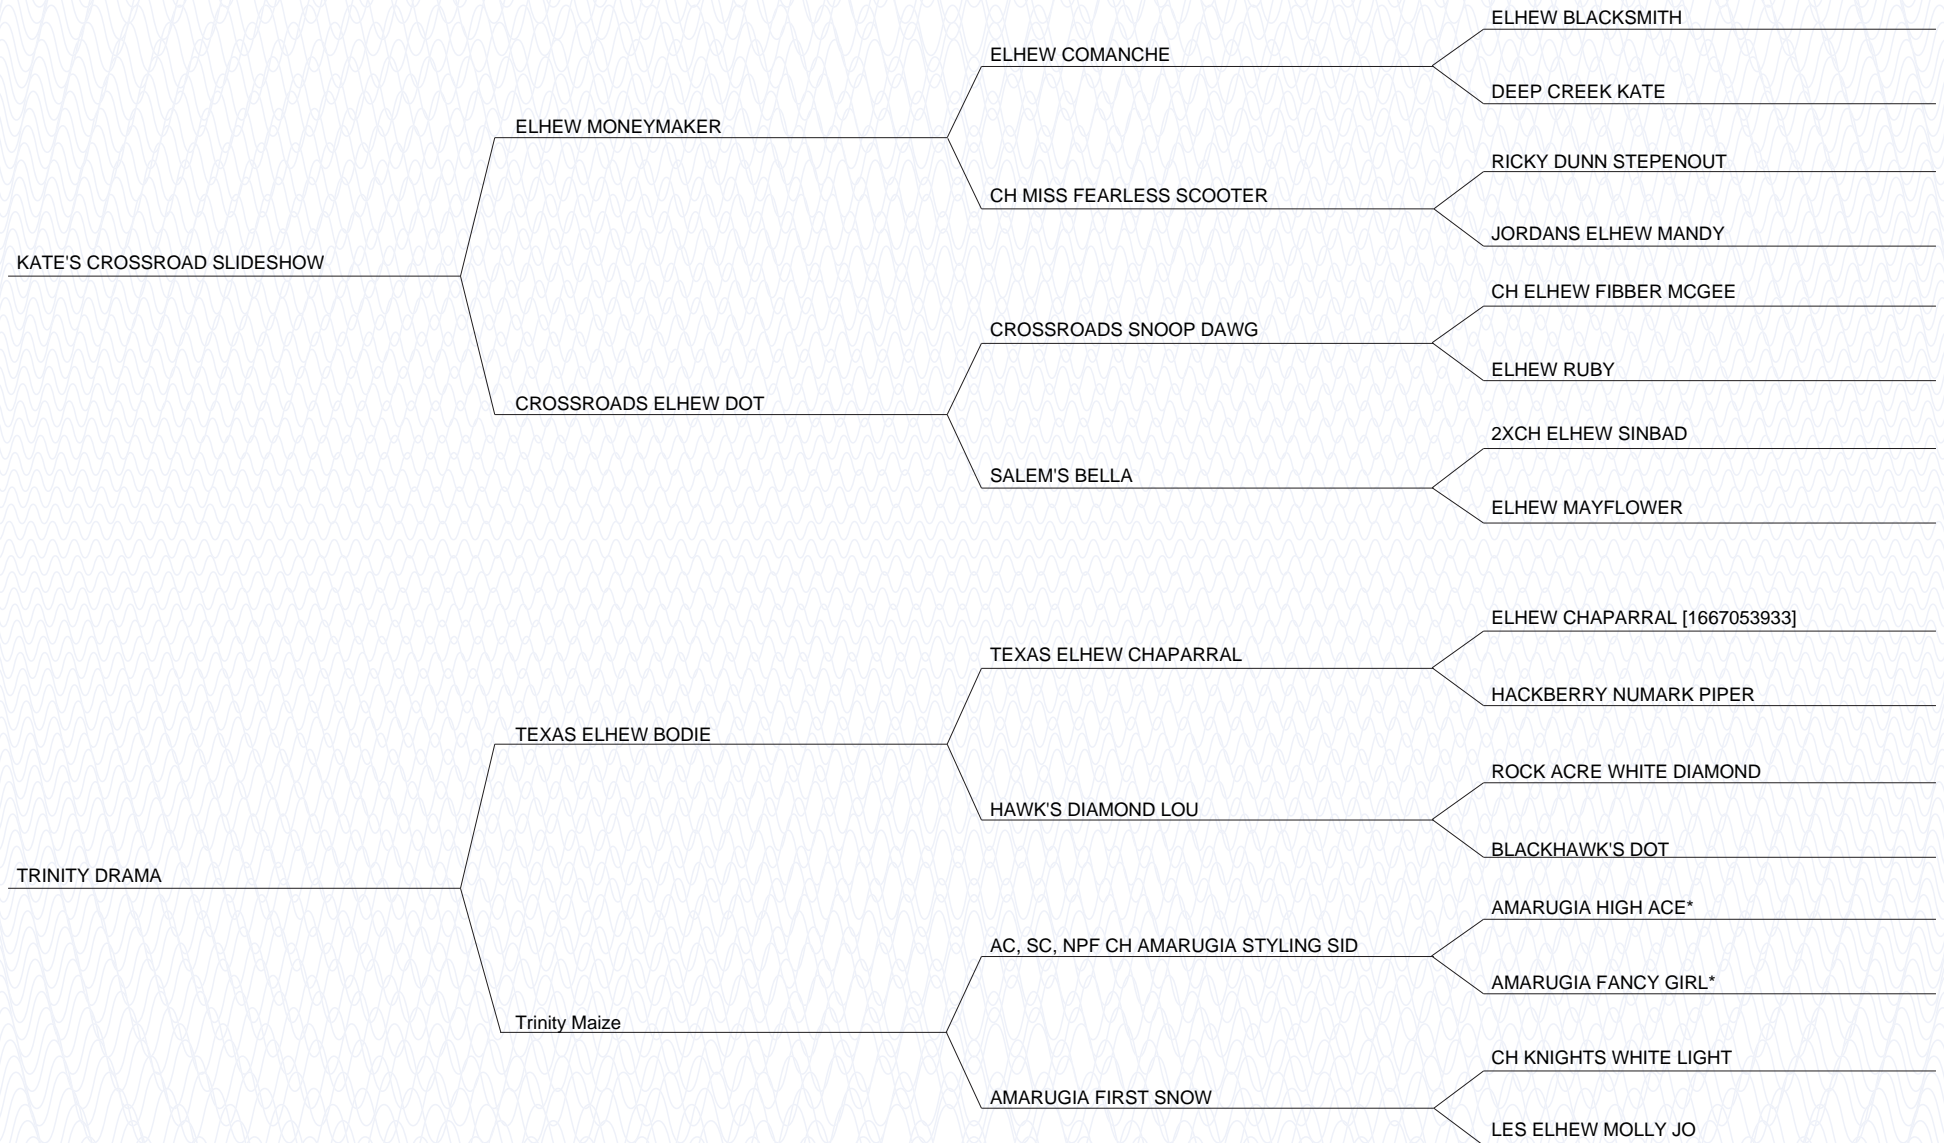 ELHEW BLACKSMITH
ELHEW COMANCHE
DEEP CREEK KATE
ELHEW MONEYMAKER
RICKY DUNN STEPENOUT
CH MISS FEARLESS SCOOTER
JORDANS ELHEW MANDY
KATE'S CROSSROAD SLIDESHOW
CH ELHEW FIBBER MCGEE
CROSSROADS SNOOP DAWG
ELHEW RUBY
CROSSROADS ELHEW DOT
2XCH ELHEW SINBAD
SALEM'S BELLA
ELHEW MAYFLOWER
ELHEW CHAPARRAL [1667053933]
TEXAS ELHEW CHAPARRAL
HACKBERRY NUMARK PIPER
TEXAS ELHEW BODIE
ROCK ACRE WHITE DIAMOND
HAWK'S DIAMOND LOU
BLACKHAWK'S DOT
TRINITY DRAMA
AMARUGIA HIGH ACE*
AC, SC, NPF CH AMARUGIA STYLING SID
AMARUGIA FANCY GIRL*
Trinity Maize
CH KNIGHTS WHITE LIGHT
AMARUGIA FIRST SNOW
LES ELHEW MOLLY JO